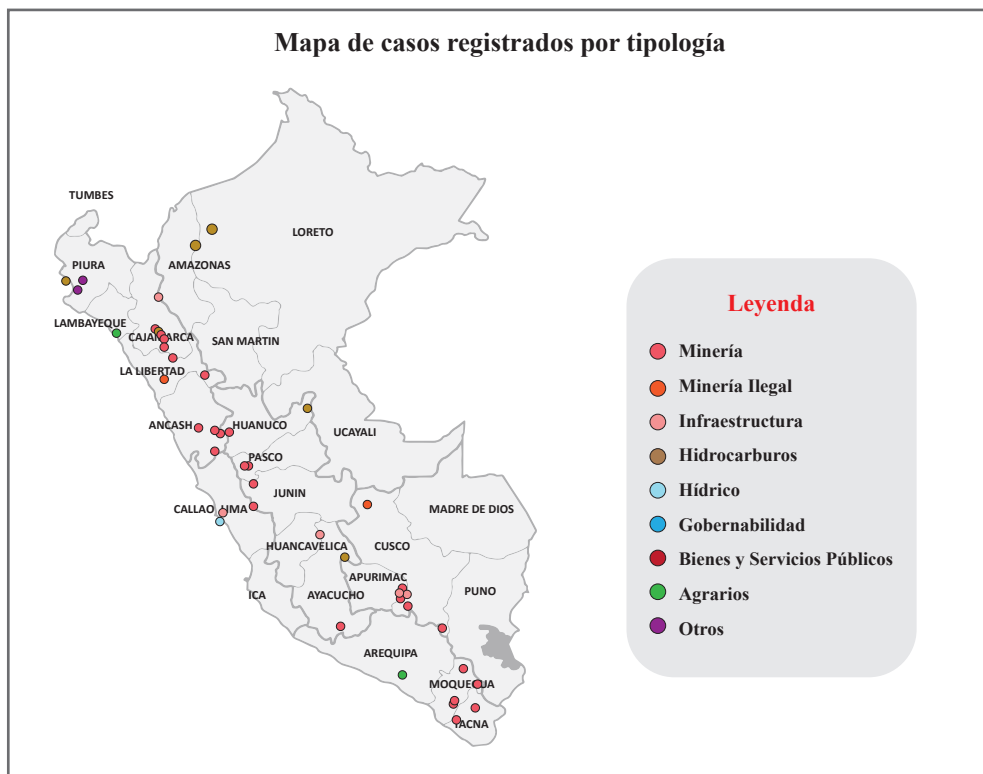 Mapa de casos registrados por tipología
TUMBES
LORETO
PIURA
AMAZONAS
LAMBAYEQUE
CAJAMARCA
SAN MARTIN
LA LIBERTAD
ANCASH
HUANUCO
UCAYALI
PASCO
JUNIN
CALLAO LIMA
MADRE DE DIOS
HUANCAVELICA
CUSCO
APURIMAC
ICA
AYACUCHO
PUNO
AREQUIPA
MOQUEGUA
TACNA
Leyenda
Minería
Minería Ilegal
Infraestructura
Hidrocarburos
Hídrico
Gobernabilidad
Bienes y Servicios Públicos
Agrarios
Otros